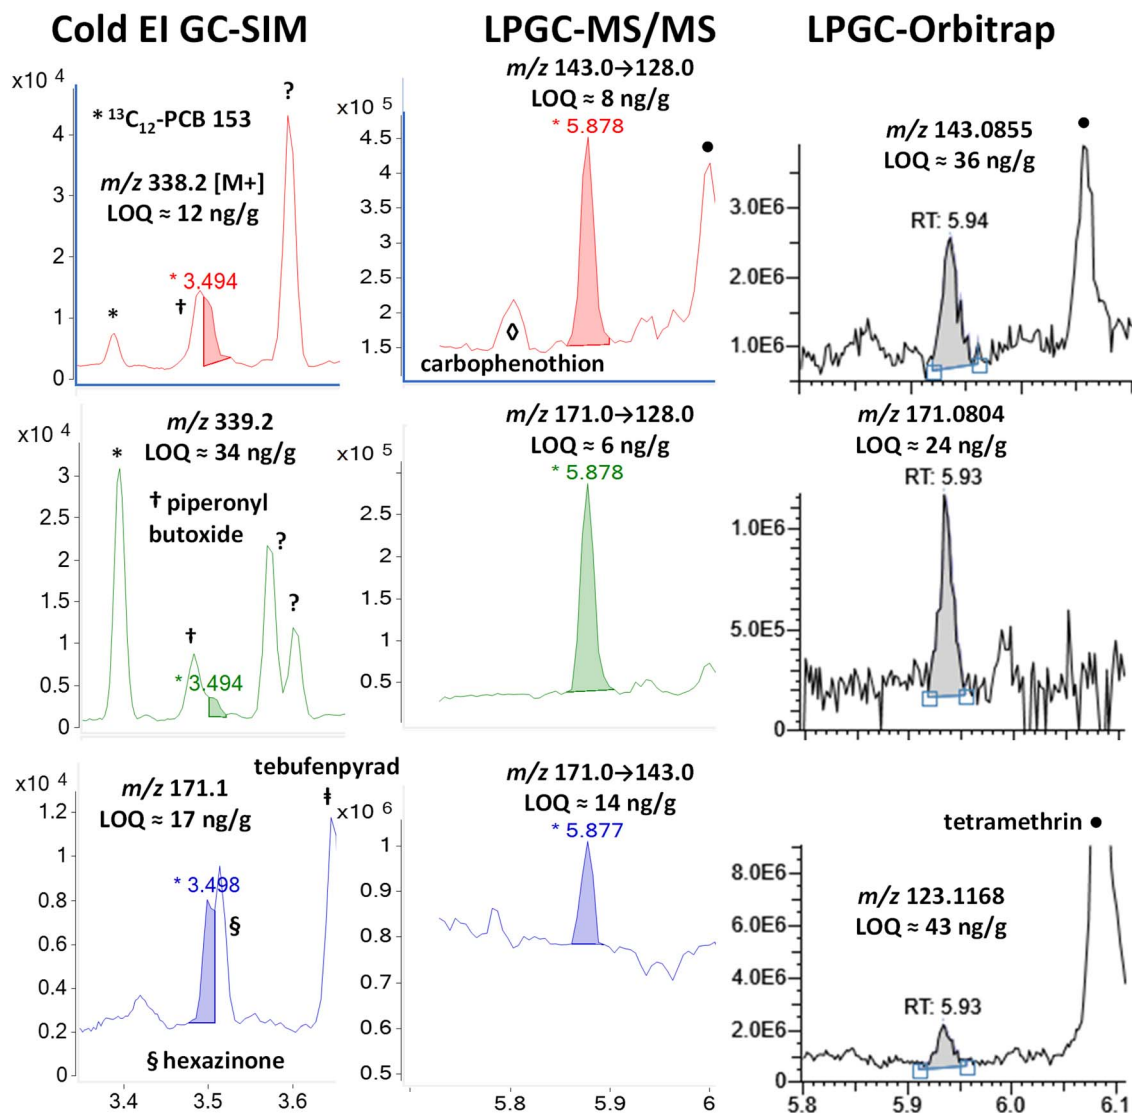 Cold EI GC-SIM
LPGC-MS/MS
LPGC-Orbitrap
x10 4
* ¹³C₁₂-PCB 153
?
m/z 338.2 [M+]
LOQ ≈ 12 ng/g
* 3.494
†
*
4
3
2
1
0
m/z 143.0→128.0
LOQ ≈ 8 ng/g
x10 5
* 5.878
●
4.5
4
3.5
3
2.5
2
1.5
◊
carbophenothion
m/z 143.0855
LOQ ≈ 36 ng/g
●
RT: 5.94
3.0E6
2.0E6
1.0E6
x10 4
m/z 339.2
LOQ ≈ 34 ng/g
*
† piperonyl
butoxide
?
?
†
* 3.494
3
2.5
2
1.5
1
0.5
0
m/z 171.0→128.0
LOQ ≈ 6 ng/g
x10 5
* 5.878
2.5
2
1.5
1
0.5
m/z 171.0804
LOQ ≈ 24 ng/g
RT: 5.93
1.0E6
5.0E5
0
x10 4
m/z 171.1
LOQ ≈ 17 ng/g
tebufenpyrad
ǂ
* 3.498
§
§ hexazinone
1.2
1
0.8
0.6
0.4
0.2
0
3.4
3.5
3.6
m/z 171.0→143.0
LOQ ≈ 14 ng/g
x10 6
* 5.877
1
0.9
0.8
0.7
0.6
0.5
5.8
5.9
6
tetramethrin ●
m/z 123.1168
LOQ ≈ 43 ng/g
RT: 5.93
8.0E6
6.0E6
4.0E6
2.0E6
0
5.8
5.9
6.0
6.1